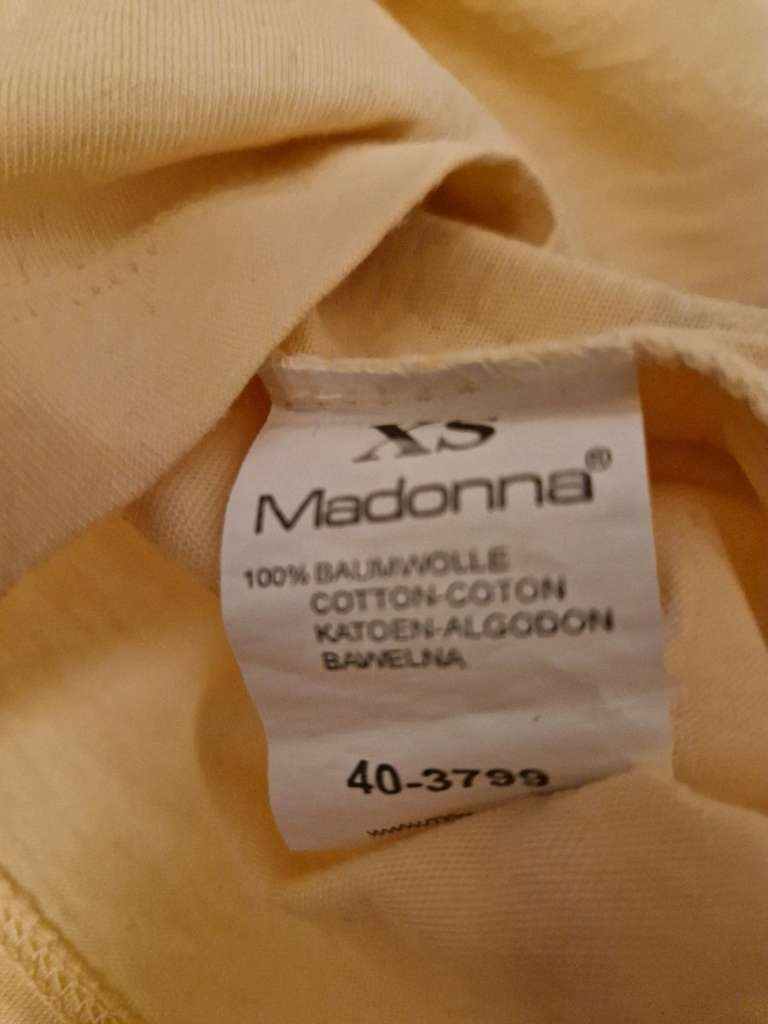 XS
Madonna®
100% BAUMWOLLE
COTTON-COTON
KATOEN-ALGODON
BAWELNA
40-3799